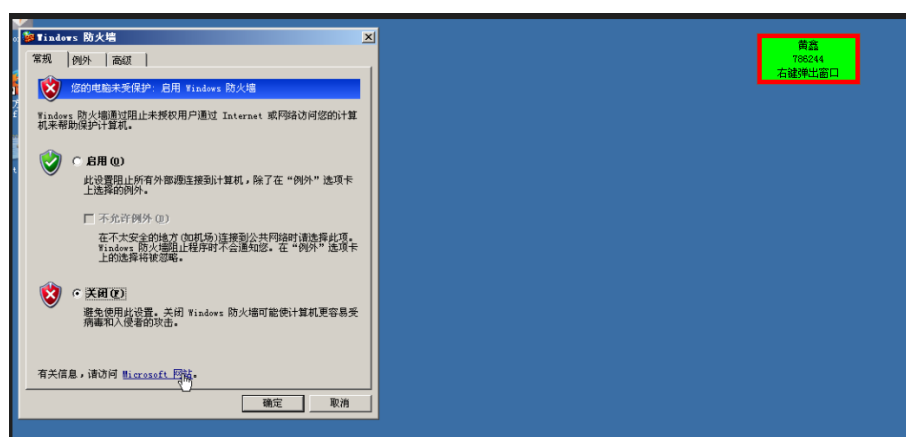 Windows 防火墙
常规
例外
高级
您的电脑未受保护: 启用 Windows 防火墙
Windows 防火墙通过阻止未授权用户通过 Internet 或网络访问您的计算
机来帮助保护计算机。
启用(O)
此设置阻止所有外部源连接到计算机，除了在“例外”选项卡
上选择的例外。
不允许例外(D)
在不太安全的地方(如机场)连接到公共网络时请选择此项。
Windows 防火墙阻止程序时不会通知您。在“例外”选项卡
上的选择将被忽略。
关闭(F)
避免使用此设置。关闭 Windows 防火墙可能使计算机更容易受
病毒和入侵者的攻击。
有关信息，请访问 Microsoft 网站。
确定
取消
黄鑫
786244
右键弹出窗口